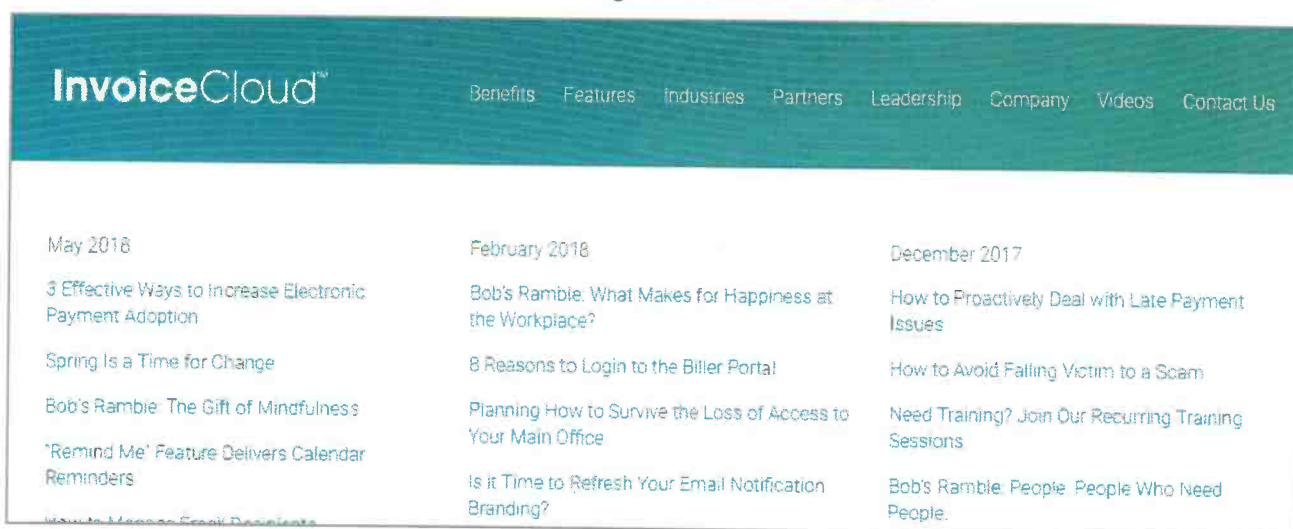 InvoiceCloud™
Benefits Features Industries Partners Leadership Company Videos Contact Us
May 2018
3 Effective Ways to Increase Electronic
Payment Adoption
Spring Is a Time for Change
Bob's Ramble: The Gift of Mindfulness
"Remind Me" Feature Delivers Calendar
Reminders
How to Manage Email Recipients
February 2018
Bob's Ramble: What Makes for Happiness at
the Workplace?
8 Reasons to Login to the Biller Portal
Planning How to Survive the Loss of Access to
Your Main Office
Is it Time to Refresh Your Email Notification
Branding?
December 2017
How to Proactively Deal with Late Payment
Issues
How to Avoid Falling Victim to a Scam
Need Training? Join Our Recurring Training
Sessions
Bob's Ramble: People. People Who Need
People.